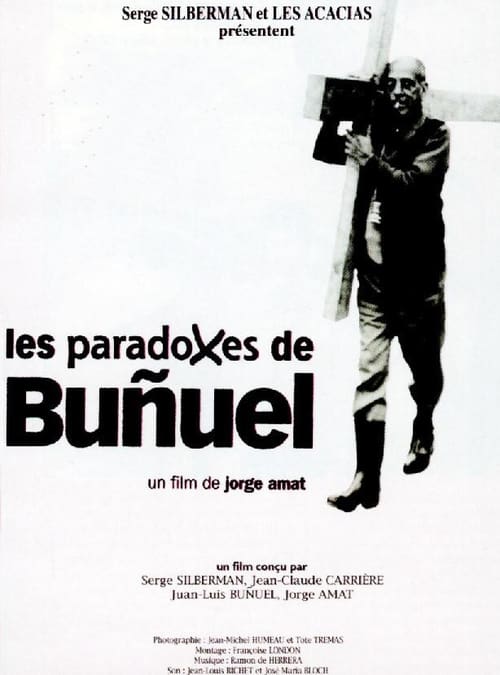 Serge SILBERMAN et LES ACACIAS
présentent
les paradoXes de
Buñuel
un film de jorge amat
un film conçu par
Serge SILBERMAN, Jean-Claude CARRIÈRE
Juan-Luis BUÑUEL, Jorge AMAT
Photographie : Jean-Michel HUMEAU et Tote TREMAS
Montage : Françoise LONDON
Musique : Ramon de HERRERA
Son : Jean-Louis RICHET et José Maria BLOCH